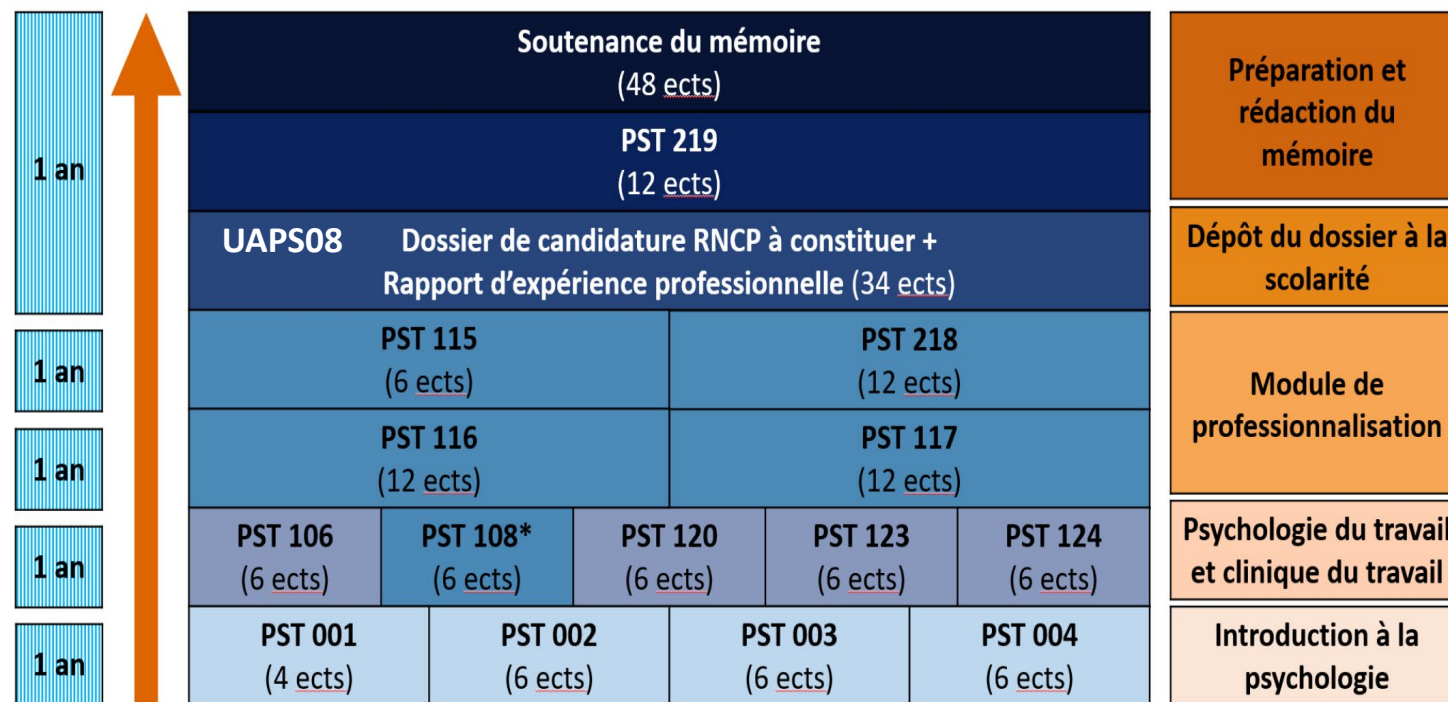 1 an
Soutenance du mémoire
(48 ects)
PST 219
(12 ects)
UAPS08 Dossier de candidature RNCP à constituer +
Rapport d'expérience professionnelle (34 ects)
Préparation et
rédaction du
mémoire
Dépôt du dossier à la
scolarité
1 an
PST 115
(6 ects)
PST 218
(12 ects)
Module de
professionnalisation
1 an
PST 116
(12 ects)
PST 117
(12 ects)
1 an
PST 106
(6 ects)
PST 108*
(6 ects)
PST 120
(6 ects)
PST 123
(6 ects)
PST 124
(6 ects)
Psychologie du travail
et clinique du travail
1 an
PST 001
(4 ects)
PST 002
(6 ects)
PST 003
(6 ects)
PST 004
(6 ects)
Introduction à la
psychologie